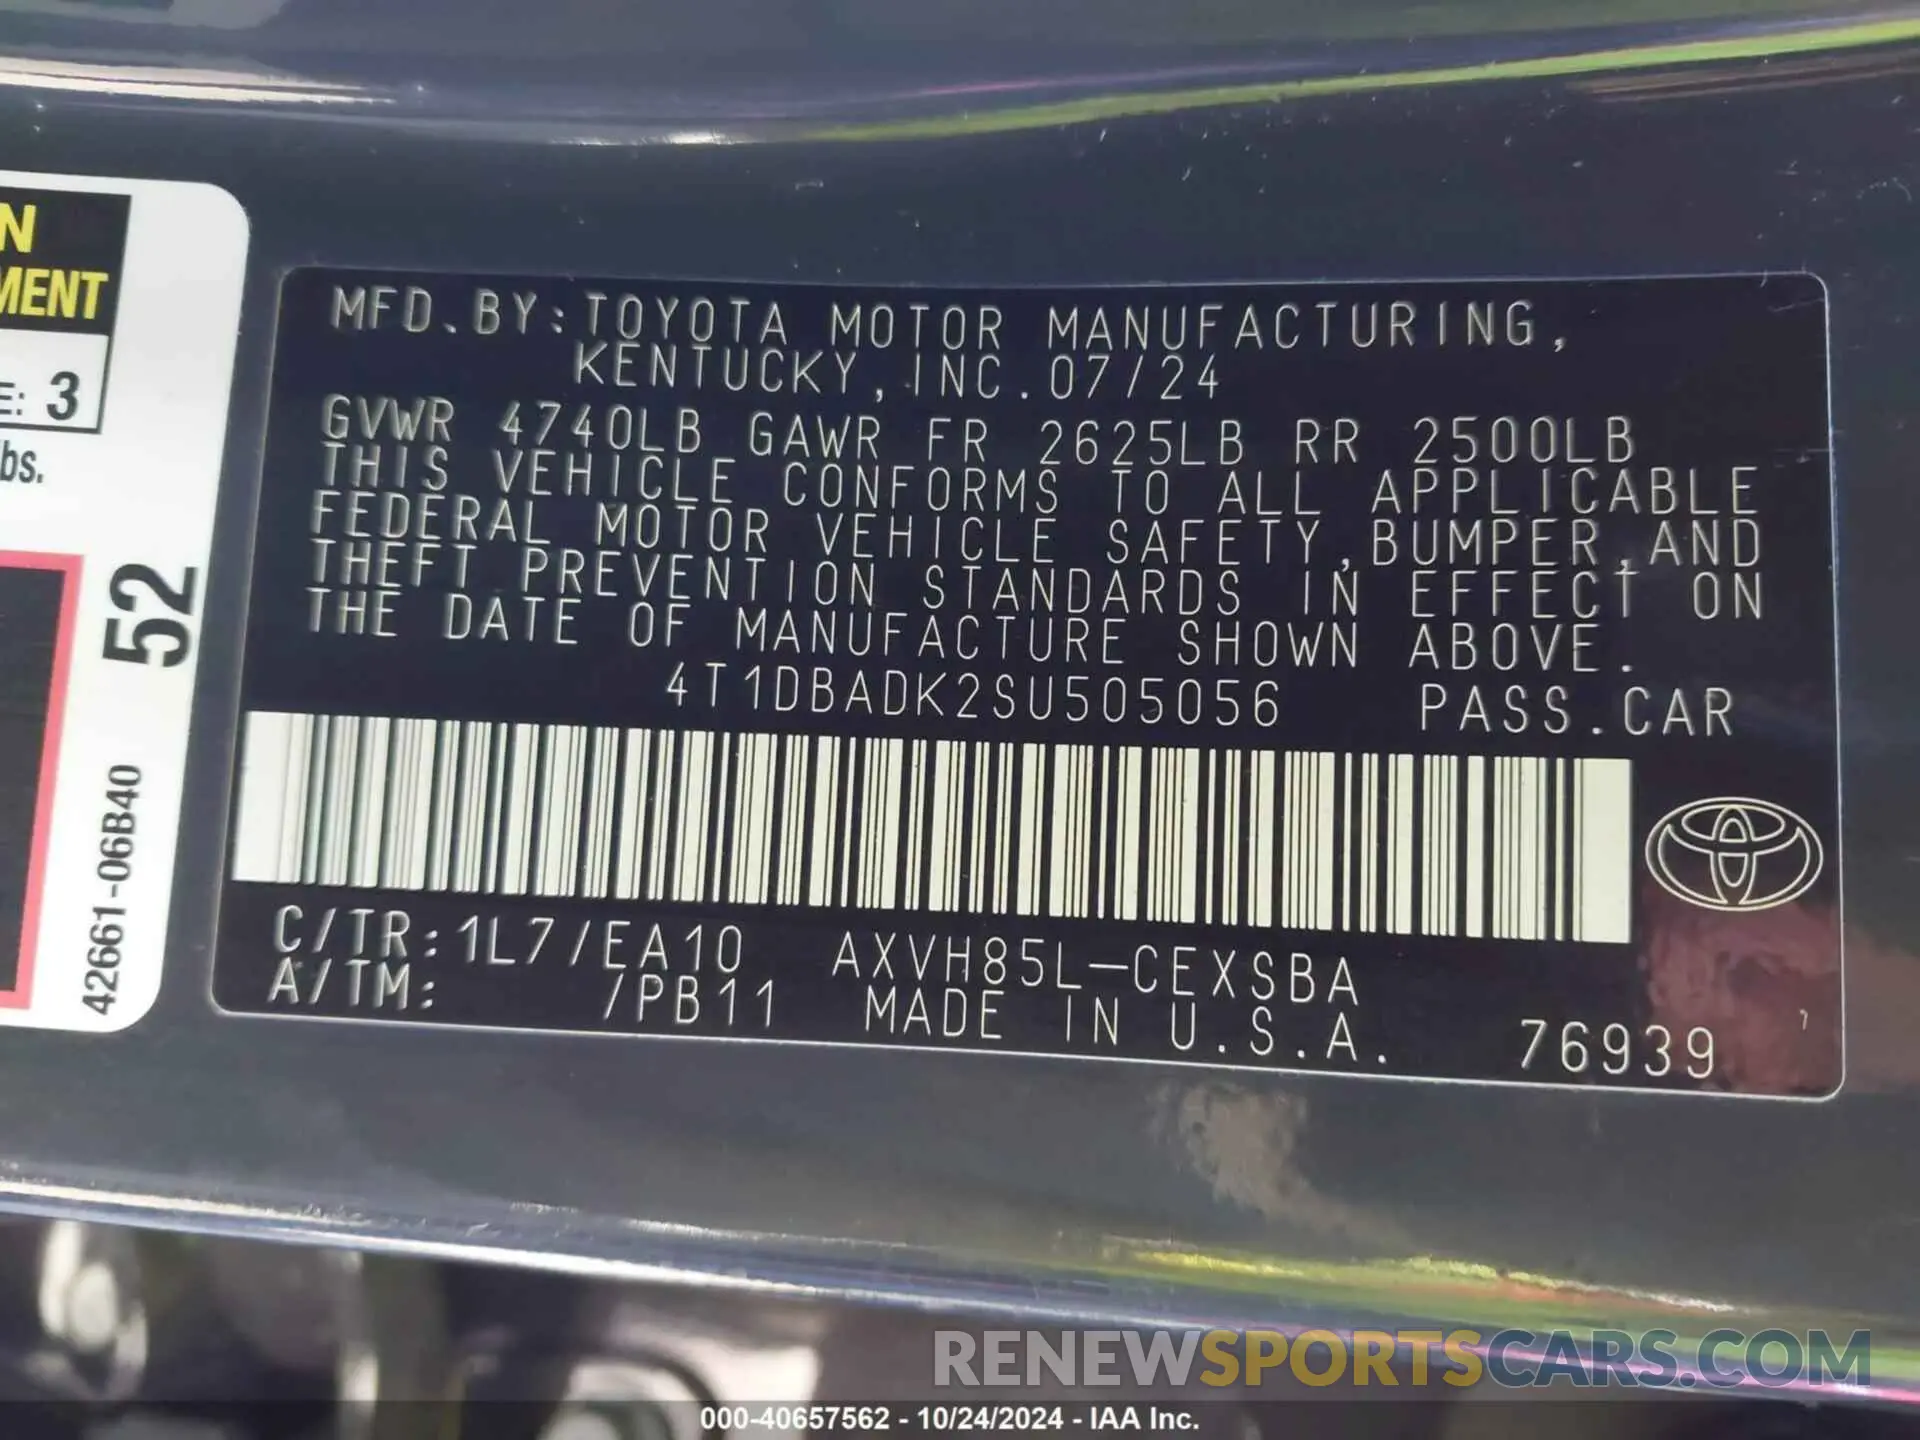 N
MENT
E: 3
bs.
52
42661-06B40
MFD.BY:TOYOTA MOTOR MANUFACTURING,
KENTUCKY,INC.07/24
GVWR 4740LB GAWR FR 2625LB RR 2500LB
THIS VEHICLE CONFORMS TO ALL APPLICABLE
FEDERAL MOTOR VEHICLE SAFETY,BUMPER,AND
THEFT PREVENTION STANDARDS IN EFFECT ON
THE DATE OF MANUFACTURE SHOWN ABOVE.
4T1DBADK2SU505056 PASS.CAR
C/TR:1L7/EA10 AXVH85L-CEXSBA
A/TM: /PB11 MADE IN U.S.A. 76939
RENEWSPORTSCARS.COM
000-40657562 - 10/24/2024 - IAA Inc.